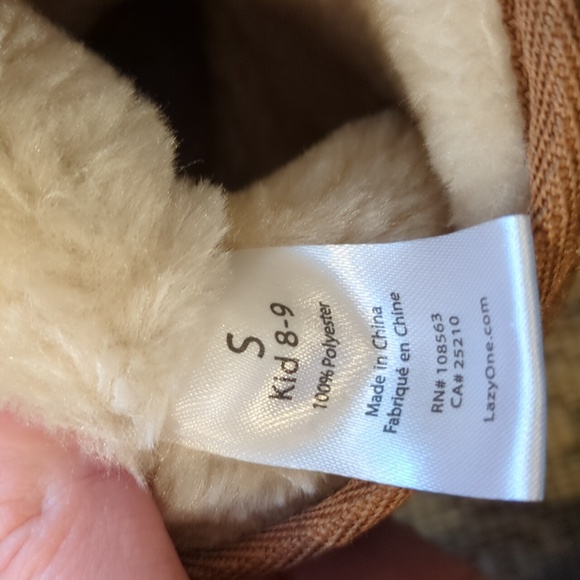 S
Kid 8-9
100% Polyester
Made in China
Fabriqué en Chine
RN# 108563
CA# 25210
LazyOne.com